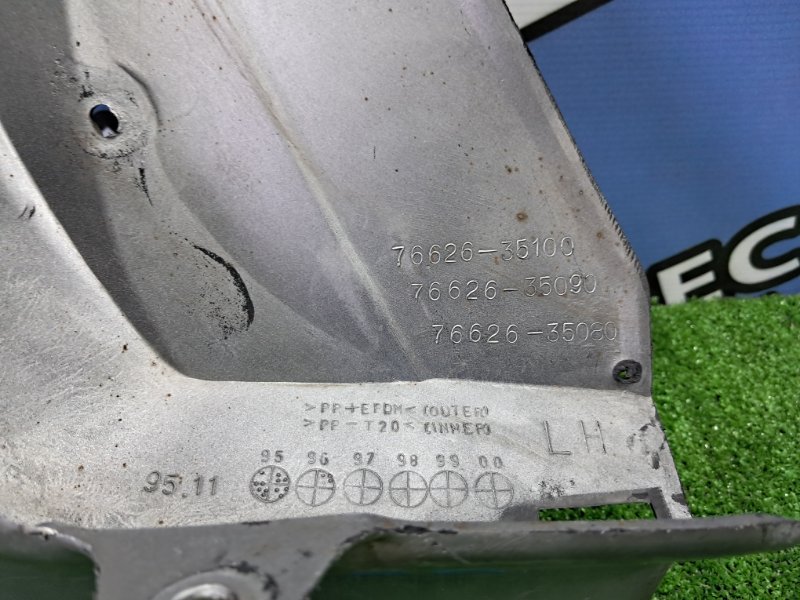 76626-35100
76626-35090
76626-35080
>PP+EPDM< (OUTER)
>PP-T20< (INNER)
LH
95 96 97 98 99 00
95.11
EC